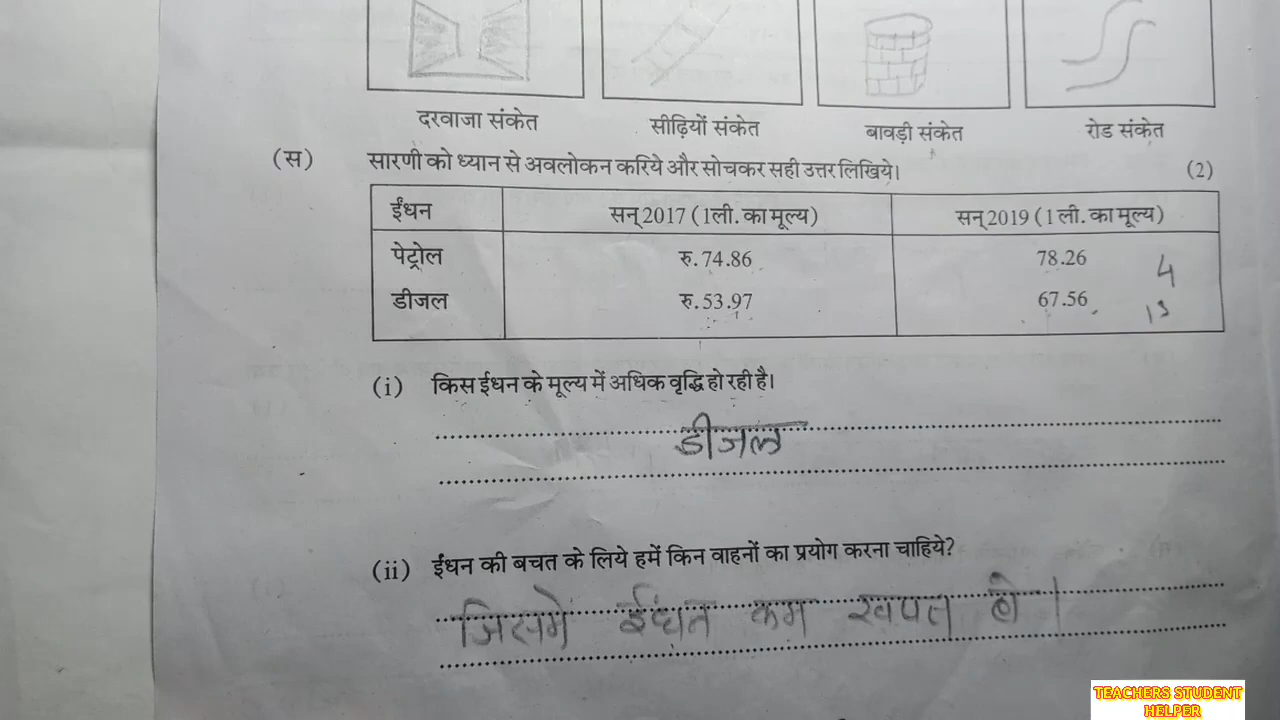 दरवाजा संकेत सीढ़ियों संकेत बावड़ी संकेत रोड संकेत
(स) सारणी को ध्यान से अवलोकन करिये और सोचकर सही उत्तर लिखिये। (2)
ईंधन सन् 2017 (1ली. का मूल्य) सन् 2019 (1 ली. का मूल्य)
पेट्रोल रु. 74.86 78.26 4
डीजल रु. 53.97 67.56 13
(i) किस ईधन के मूल्य में अधिक वृद्धि हो रही है।
डीजल
(ii) ईंधन की बचत के लिये हमें किन वाहनों का प्रयोग करना चाहिये?
जिसमे ईधंन कम खपत हो।
TEACHERS STUDENT
HELPER